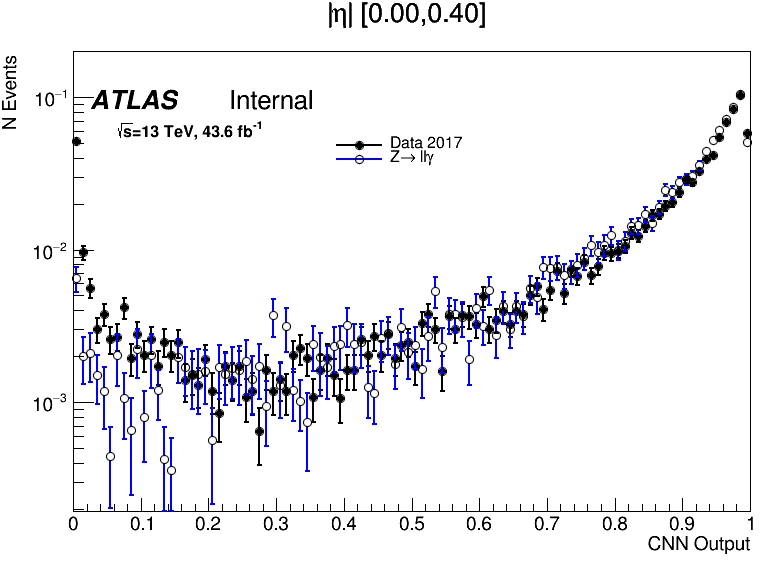 |η| [0.00,0.40]
N Events
ATLAS Internal
√s=13 TeV, 43.6 fb⁻¹
Data 2017
Z→ llγ
10⁻¹
10⁻²
10⁻³
0 0.1 0.2 0.3 0.4 0.5 0.6 0.7 0.8 0.9 1
CNN Output